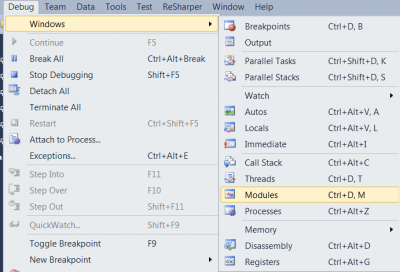 Debug Team Data Tools Test ReSharper Window Help
Windows
Continue F5
Break All Ctrl+Alt+Break
Stop Debugging Shift+F5
Detach All
Terminate All
Restart Ctrl+Shift+F5
Attach to Process...
Exceptions... Ctrl+Alt+E
Step Into F11
Step Over F10
Step Out Shift+F11
QuickWatch... Shift+F9
Toggle Breakpoint F9
New Breakpoint
Breakpoints Ctrl+D, B
Output
Parallel Tasks Ctrl+Shift+D, K
Parallel Stacks Ctrl+Shift+D, S
Watch
Autos Ctrl+Alt+V, A
Locals Ctrl+Alt+V, L
Immediate Ctrl+Alt+I
Call Stack Ctrl+Alt+C
Threads Ctrl+D, T
Modules Ctrl+D, M
Processes Ctrl+Alt+Z
Memory
Disassembly Ctrl+Alt+D
Registers Ctrl+Alt+G